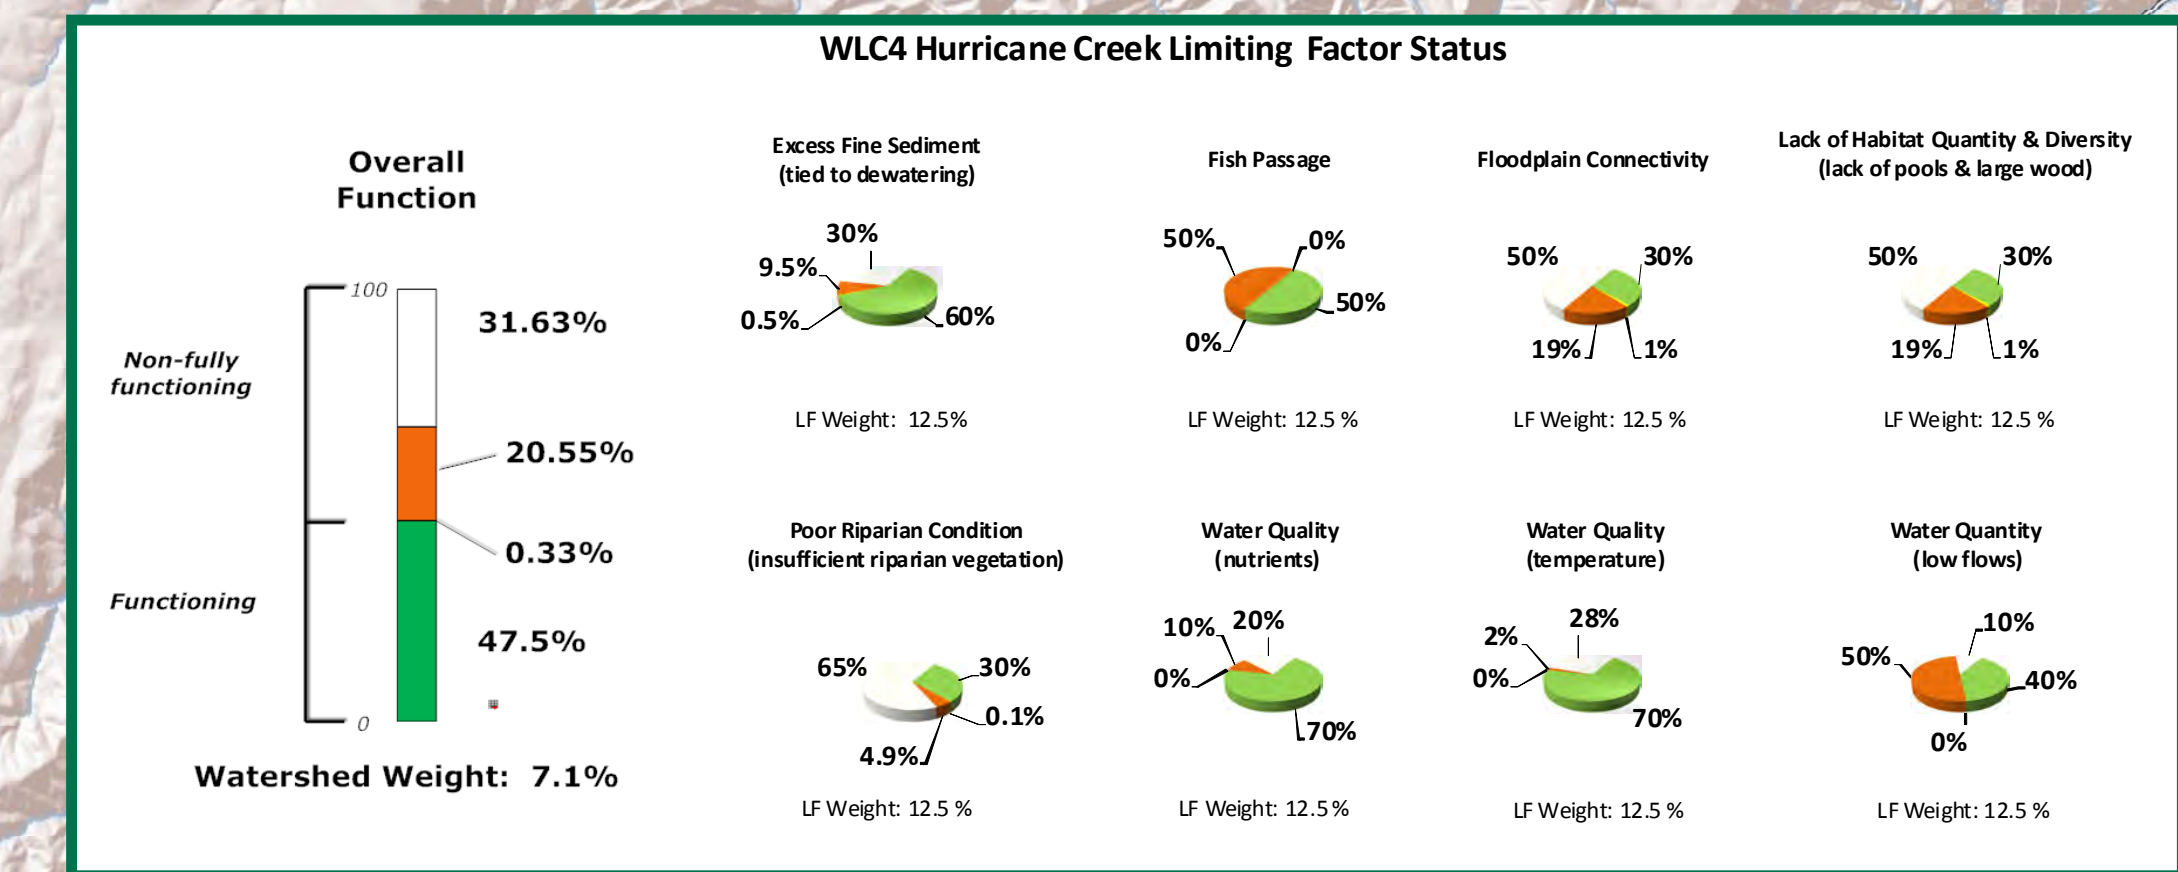 WLC4 Hurricane Creek Limiting Factor Status
Overall
Function
100
Non-fully
functioning
Functioning
0
31.63%
20.55%
0.33%
47.5%
Watershed Weight: 7.1%
Excess Fine Sediment
(tied to dewatering)
30%
9.5%
0.5%
60%
LF Weight: 12.5%
Fish Passage
50%
0%
50%
0%
LF Weight: 12.5 %
Floodplain Connectivity
50%
30%
19%
1%
LF Weight: 12.5 %
Lack of Habitat Quantity & Diversity
(lack of pools & large wood)
50%
30%
19%
1%
LF Weight: 12.5 %
Poor Riparian Condition
(insufficient riparian vegetation)
65%
30%
0.1%
4.9%
LF Weight: 12.5 %
Water Quality
(nutrients)
10%
20%
0%
70%
LF Weight: 12.5 %
Water Quality
(temperature)
28%
2%
0%
70%
LF Weight: 12.5 %
Water Quantity
(low flows)
10%
50%
40%
0%
LF Weight: 12.5 %